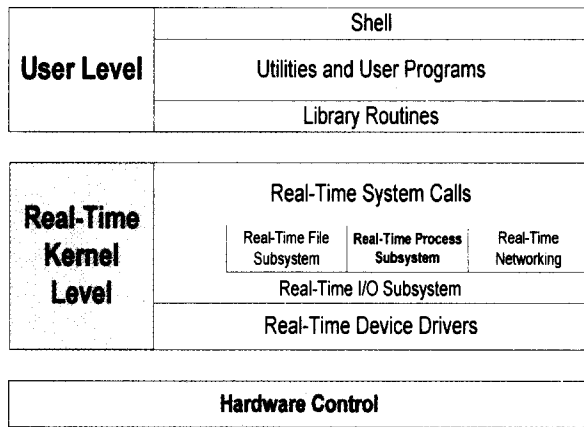 Shell
User Level
Utilities and User Programs
Library Routines
Real-Time System Calls
Real-Time
Kernel
Level
Real-Time File
Subsystem
Real-Time Process
Subsystem
Real-Time
Networking
Real-Time I/O Subsystem
Real-Time Device Drivers
Hardware Control